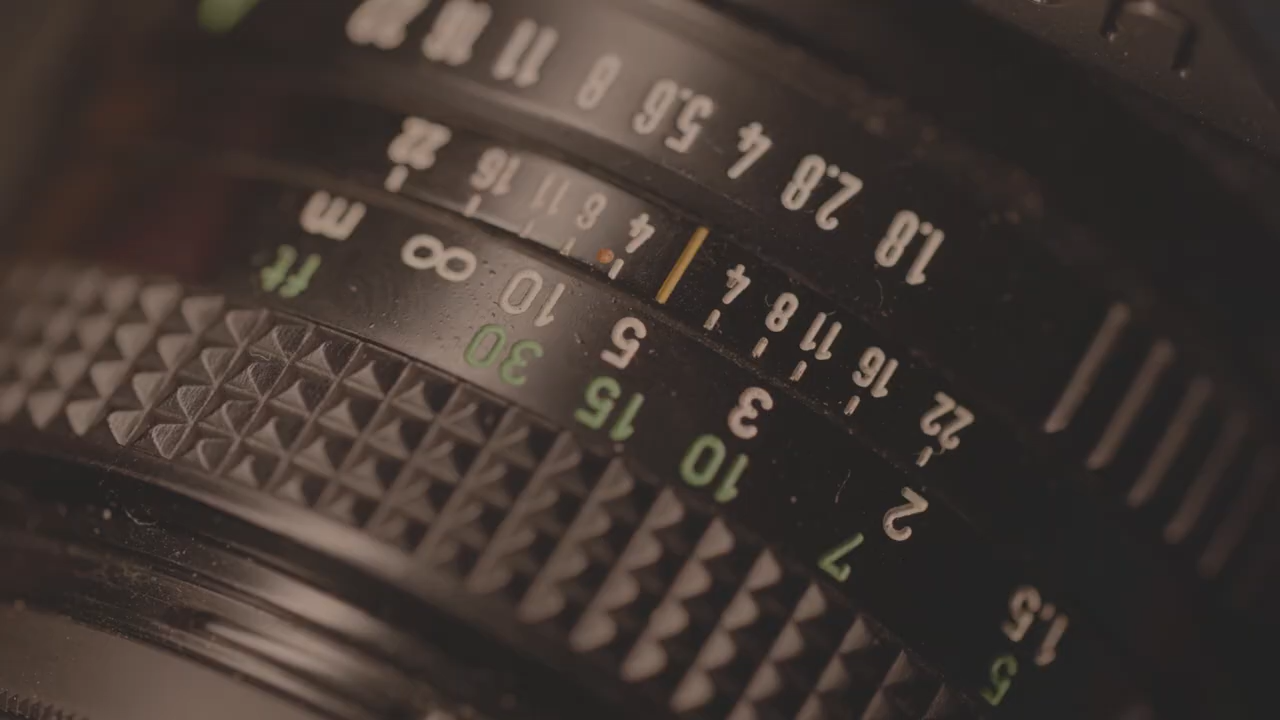 5 7 10 15 30 ft
1.5 2 3 5 10 ∞ m
22 16 11 8 4 4 8 11 16 22
1.8 2.8 4 5.6 8 11 16 22